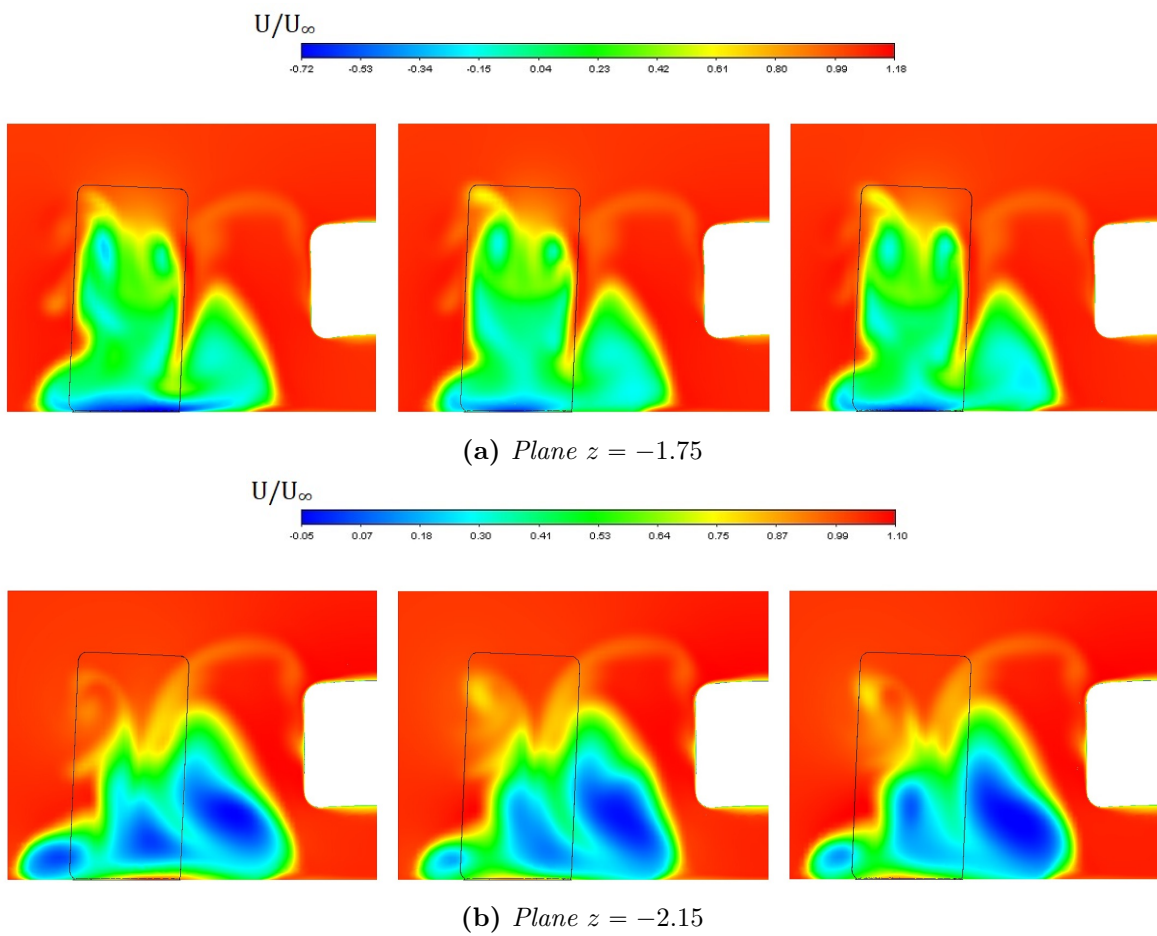 U/U∞
-0.72 -0.53 -0.34 -0.15 0.04 0.23 0.42 0.61 0.80 0.99 1.18
(a) Plane z = −1.75
U/U∞
-0.05 0.07 0.18 0.30 0.41 0.53 0.64 0.75 0.87 0.99 1.10
(b) Plane z = −2.15